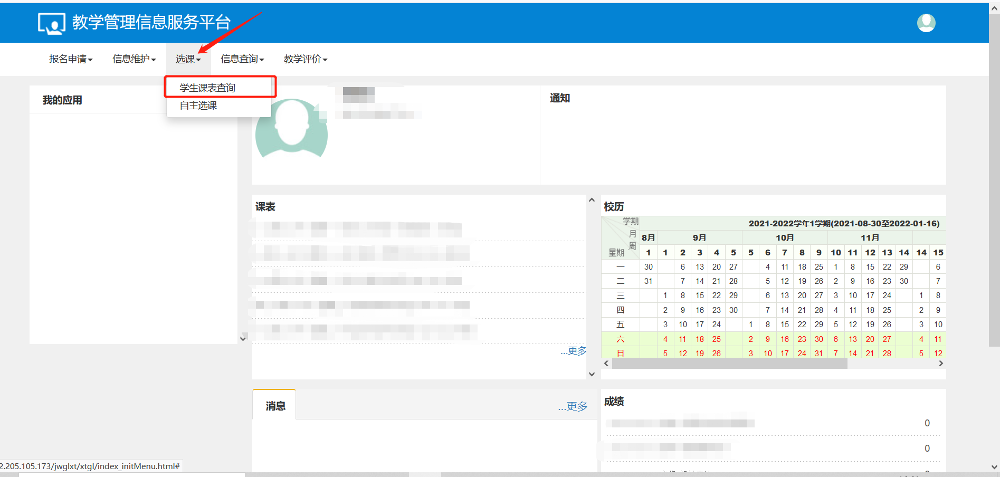 教学管理信息服务平台
报名申请 信息维护 选课 信息查询 教学评价
学生课表查询
自主选课
我的应用
通知
课表
...更多
校历
学期 2021-2022学年1学期(2021-08-30至2022-01-16)
月 8月 9月 10月 11月
周
星期 1 1 2 3 4 5 5 6 7 8 9 10 11 12 13 14 14 15
一 30 6 13 20 27 4 11 18 25 1 8 15 22 29 6
二 31 7 14 21 28 5 12 19 26 2 9 16 23 30 7
三 1 8 15 22 29 6 13 20 27 3 10 17 24 1 8
四 2 9 16 23 30 7 14 21 28 4 11 18 25 2 9
五 3 10 17 24 1 8 15 22 29 5 12 19 26 3 10
六 4 11 18 25 2 9 16 23 30 6 13 20 27 4 11
日 5 12 19 26 3 10 17 24 31 7 14 21 28 5 12
消息
...更多
成绩
0
0
2.205.105.173/jwglxt/xtgl/index_initMenu.html#